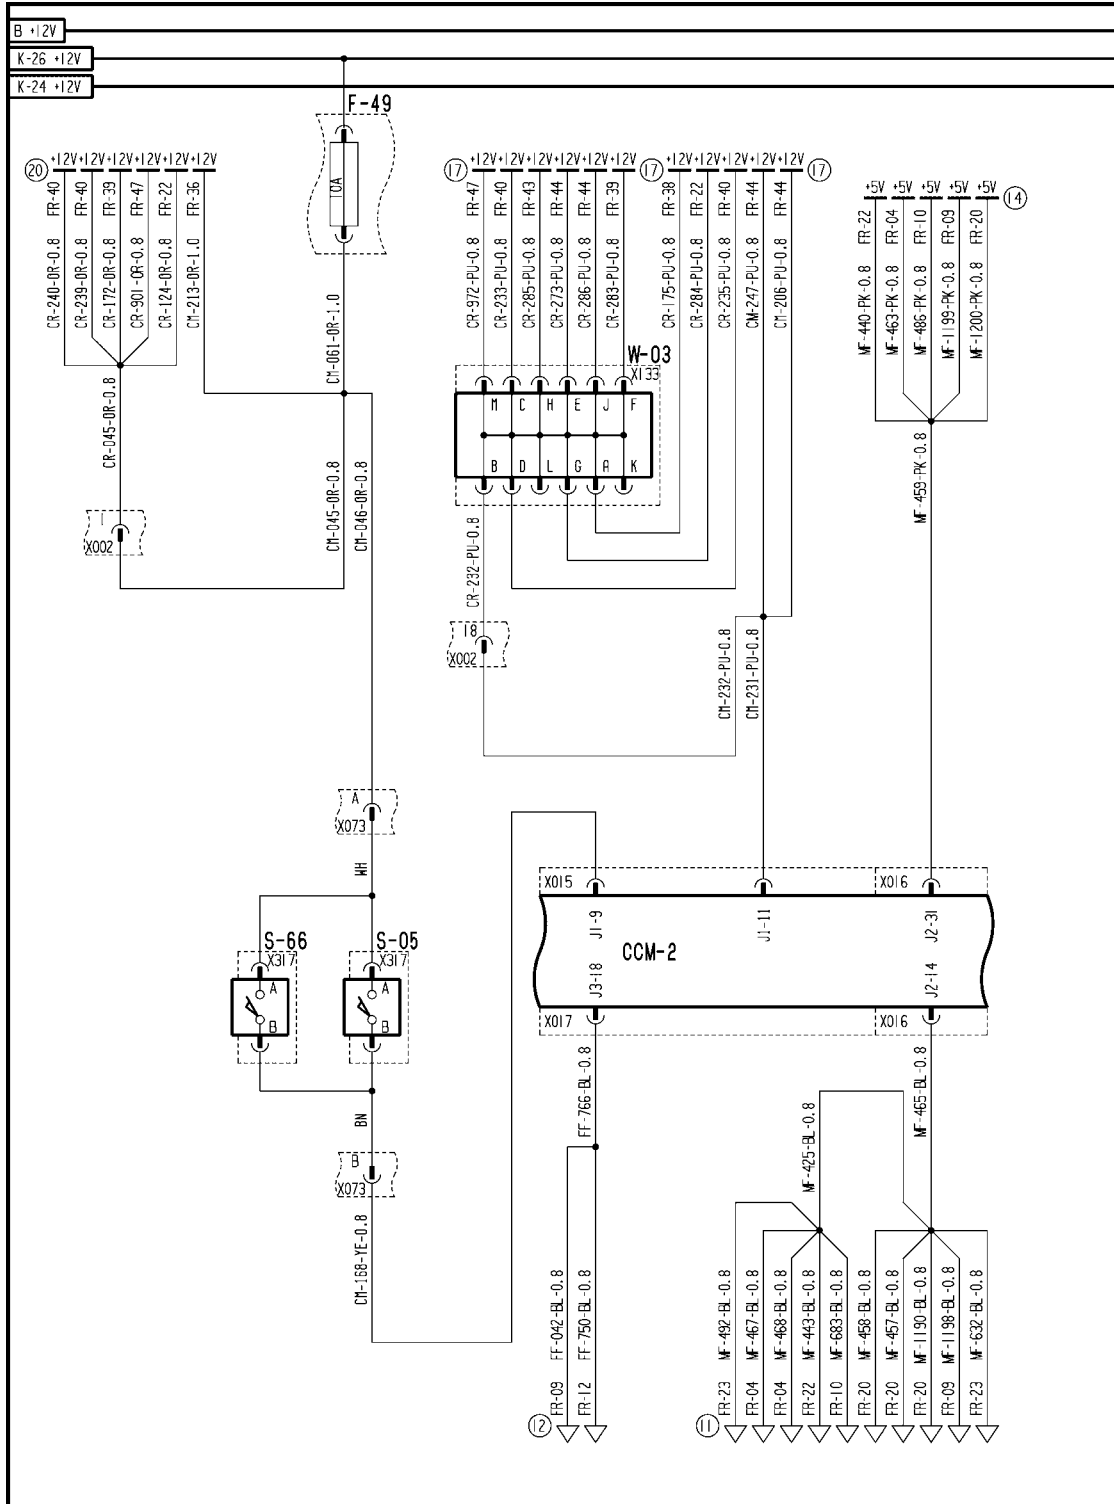 B +12V
K-26 +12V
K-24 +12V
F-49
10A
20
+12V +12V +12V +12V +12V +12V
FR-40
FR-40
FR-39
FR-47
FR-22
FR-36
CR-240-OR-0.8
CR-239-OR-0.8
CR-172-OR-0.8
CR-901-OR-0.8
CR-124-OR-0.8
CM-213-OR-1.0
CM-061-OR-1.0
17
+12V +12V +12V +12V +12V +12V
FR-47
FR-40
FR-43
FR-44
FR-44
FR-39
CR-972-PU-0.8
CR-233-PU-0.8
CR-285-PU-0.8
CR-273-PU-0.8
CR-286-PU-0.8
CR-283-PU-0.8
17
+12V +12V +12V +12V +12V
17
FR-38
FR-22
FR-40
FR-44
FR-44
CR-175-PU-0.8
CR-284-PU-0.8
CR-235-PU-0.8
CM-247-PU-0.8
CM-206-PU-0.8
+5V +5V +5V +5V +5V
14
FR-22
FR-04
FR-10
FR-09
FR-20
MF-440-PK-0.8
MF-463-PK-0.8
MF-486-PK-0.8
MF-1199-PK-0.8
MF-1200-PK-0.8
W-03
X133
M C H E J F
B D L G A K
CR-045-OR-0.8
CM-045-OR-0.8
CM-046-OR-0.8
MF-459-PK-0.8
1
X002
CR-232-PU-0.8
18
X002
CM-232-PU-0.8
CM-231-PU-0.8
A
X073
WH
S-66
X317
A
B
S-05
X317
A
B
BN
B
X073
CM-168-YE-0.8
X015
X016
J1-9
J1-11
J2-31
CCM-2
J3-18
J2-14
X017
X016
FF-766-BL-0.8
MF-425-BL-0.8
MF-465-BL-0.8
FF-042-BL-0.8
FF-750-BL-0.8
MF-492-BL-0.8
MF-467-BL-0.8
MF-468-BL-0.8
MF-443-BL-0.8
MF-683-BL-0.8
MF-458-BL-0.8
MF-457-BL-0.8
MF-1190-BL-0.8
MF-1198-BL-0.8
MF-632-BL-0.8
12
FR-09
FR-12
11
FR-23
FR-04
FR-04
FR-22
FR-10
FR-20
FR-20
FR-20
FR-09
FR-23